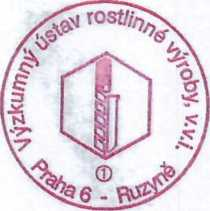 Výzkumný ústav rostlinné výroby, v.v.i.
1
Praha 6 - Ruzyně